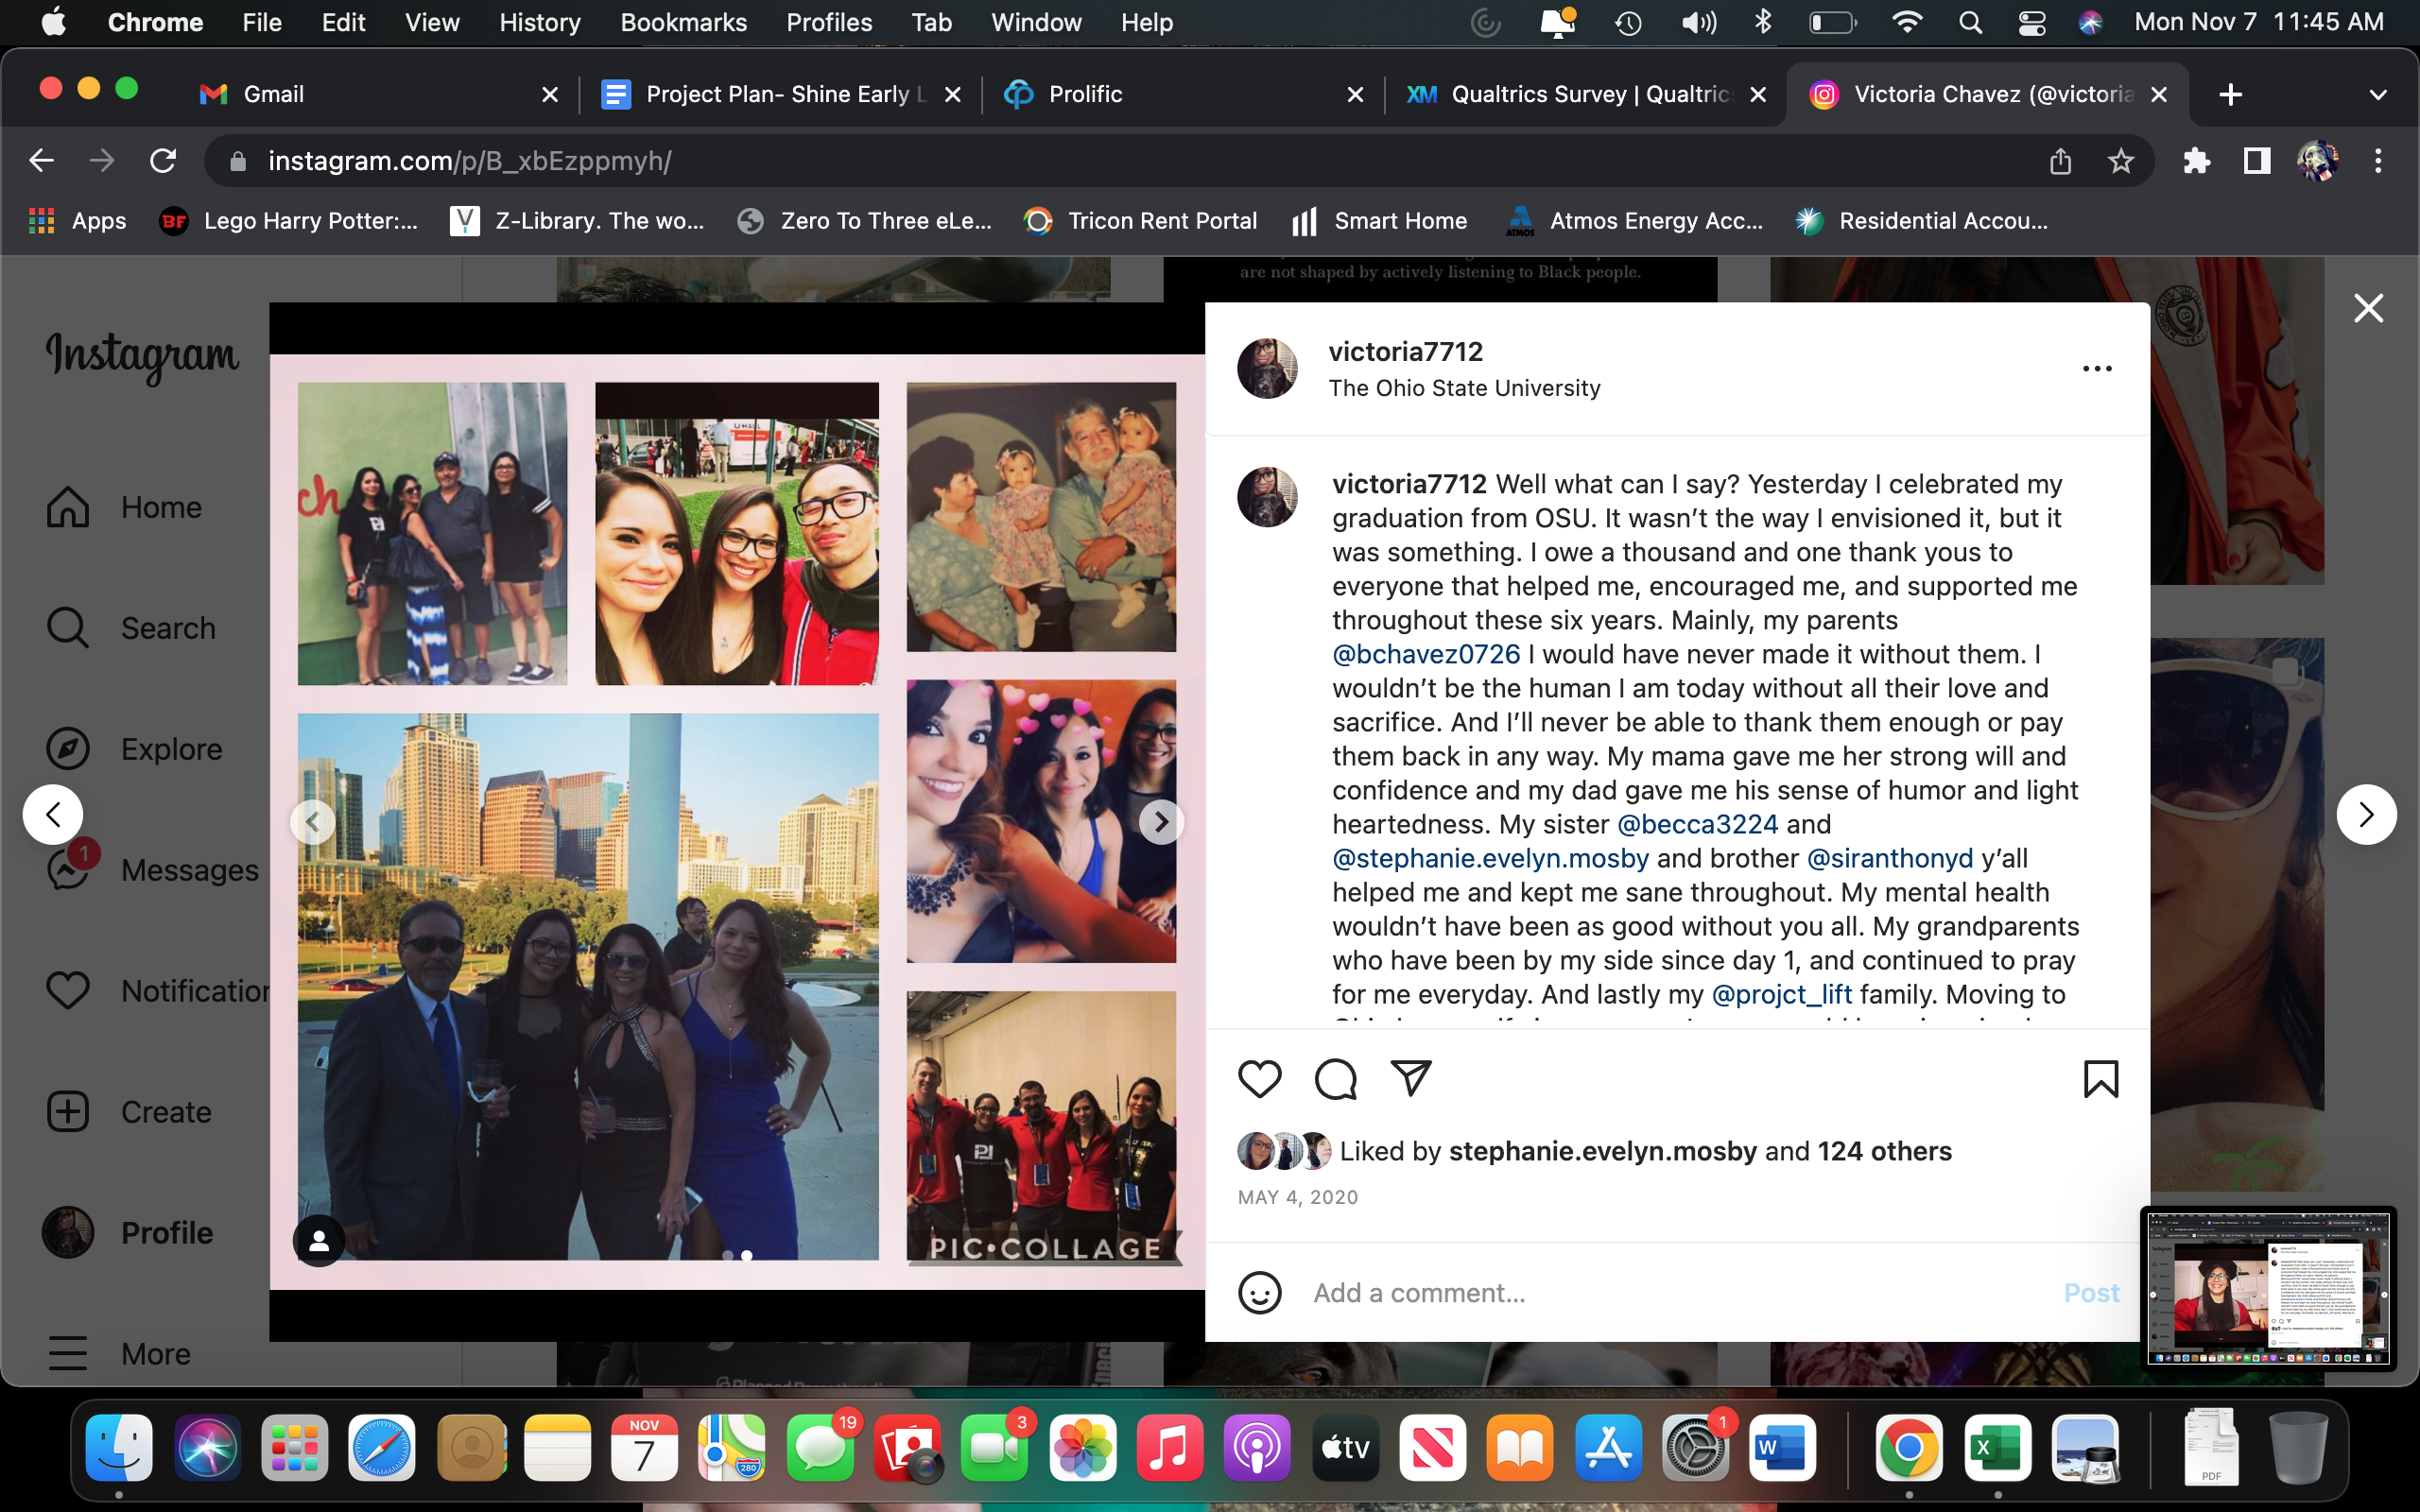 Chrome File Edit View History Bookmarks Profiles Tab Window Help Mon Nov 7 11:45 AM
Gmail Project Plan- Shine Early L Prolific Qualtrics Survey | Qualtrics Victoria Chavez (@victoria
instagram.com/p/B_xbEzppmyh/
Apps Lego Harry Potter:... Z-Library. The wo... Zero To Three eLe... Tricon Rent Portal Smart Home Atmos Energy Acc... Residential Accou...
are not shaped by actively listening to Black people.
Instagram
Home
Search
Explore
1
Messages
Notification
Create
Profile
More
ch
U-HAUL
PIC•COLLAGE
victoria7712
The Ohio State University
victoria7712 Well what can I say? Yesterday I celebrated my
graduation from OSU. It wasn't the way I envisioned it, but it
was something. I owe a thousand and one thank yous to
everyone that helped me, encouraged me, and supported me
throughout these six years. Mainly, my parents
@bchavez0726 I would have never made it without them. I
wouldn't be the human I am today without all their love and
sacrifice. And I'll never be able to thank them enough or pay
them back in any way. My mama gave me her strong will and
confidence and my dad gave me his sense of humor and light
heartedness. My sister @becca3224 and
@stephanie.evelyn.mosby and brother @siranthonyd y'all
helped me and kept me sane throughout. My mental health
wouldn't have been as good without you all. My grandparents
who have been by my side since day 1, and continued to pray
for me everyday. And lastly my @projct_lift family. Moving to
Liked by stephanie.evelyn.mosby and 124 others
MAY 4, 2020
Add a comment... Post
Planned Parenthood
NOV
7
19
3
280
tv
1
W
X
PDF